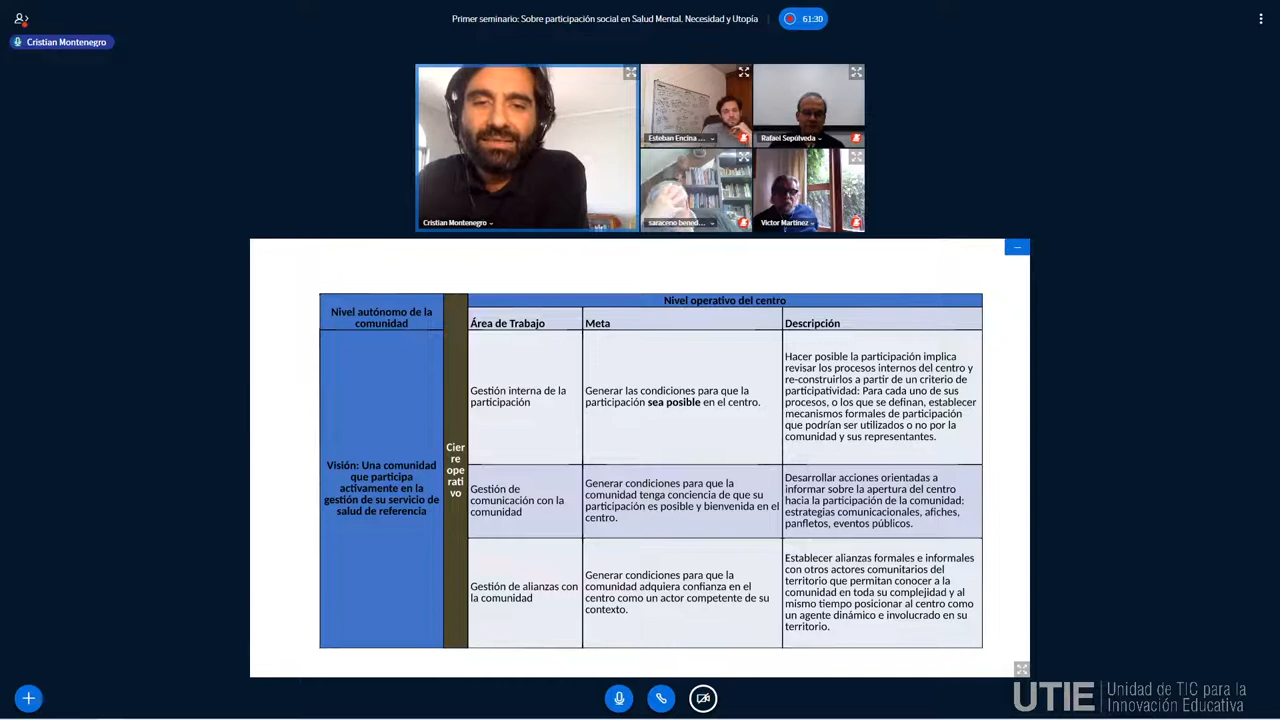 Primer seminario: Sobre participación social en Salud Mental. Necesidad y Utopía
61:30
Cristian Montenegro
Cristian Montenegro
Esteban Encina ...
Rafael Sepúlveda
saraceno bened...
Victor Martínez
Nivel autónomo de la
comunidad
Nivel operativo del centro
Área de Trabajo
Meta
Descripción
Visión: Una comunidad
que participa
activamente en la
gestión de su servicio de
salud de referencia
Cier
re
ope
rati
vo
Gestión interna de la
participación
Generar las condiciones para que la
participación sea posible en el centro.
Hacer posible la participación implica
revisar los procesos internos del centro y
re-construirlos a partir de un criterio de
participatividad: Para cada uno de sus
procesos, o los que se definan, establecer
mecanismos formales de participación
que podrían ser utilizados o no por la
comunidad y sus representantes.
Gestión de
comunicación con la
comunidad
Generar condiciones para que la
comunidad tenga conciencia de que su
participación es posible y bienvenida en el
centro.
Desarrollar acciones orientadas a
informar sobre la apertura del centro
hacia la participación de la comunidad:
estrategias comunicacionales, afiches,
panfletos, eventos públicos.
Gestión de alianzas con
la comunidad
Generar condiciones para que la
comunidad adquiera confianza en el
centro como un actor competente de su
contexto.
Establecer alianzas formales e informales
con otros actores comunitarios del
territorio que permitan conocer a la
comunidad en toda su complejidad y al
mismo tiempo posicionar al centro como
un agente dinámico e involucrado en su
territorio.
UTIE
Unidad de TIC para la
Innovación Educativa